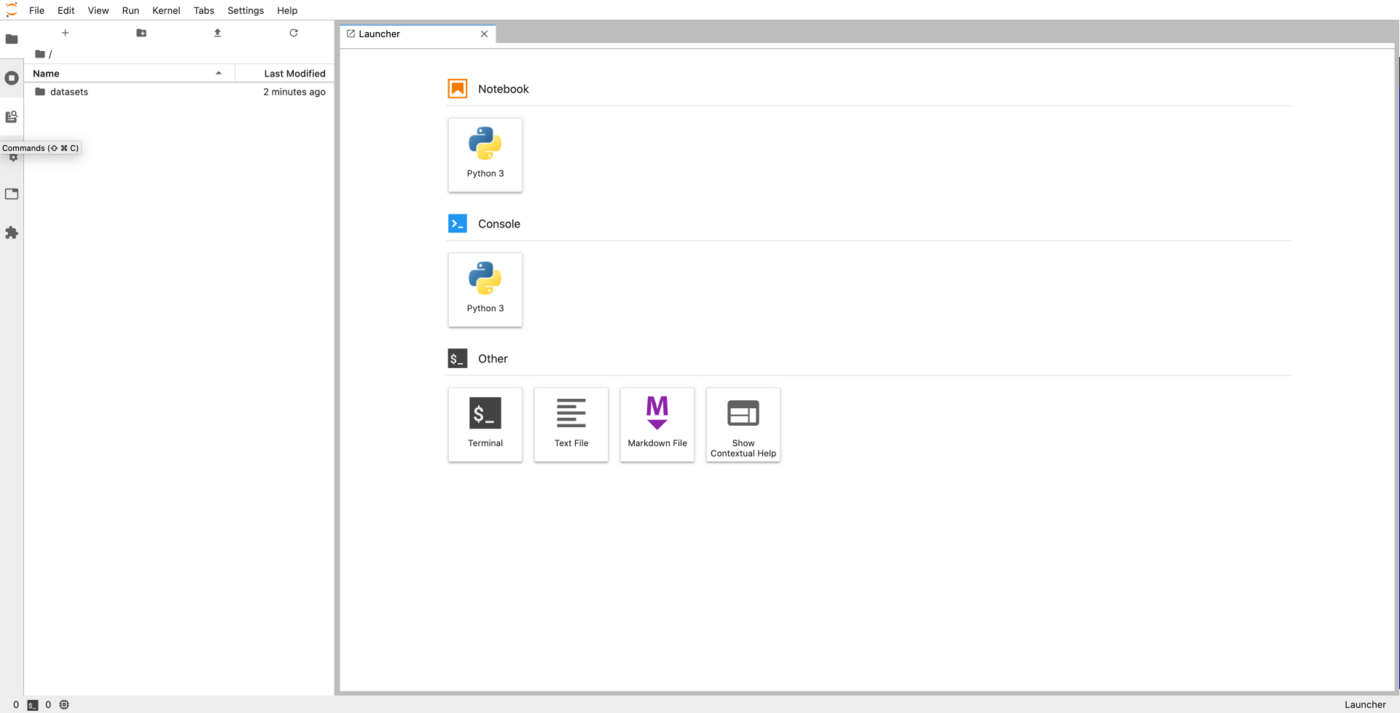 File Edit View Run Kernel Tabs Settings Help
Launcher
/
Name Last Modified
datasets 2 minutes ago
Commands (⇧ ⌘ C)
Notebook
Python 3
Console
Python 3
$_ Other
$_
Terminal
Text File
M
Markdown File
Show
Contextual Help
0 $_ 0 Launcher